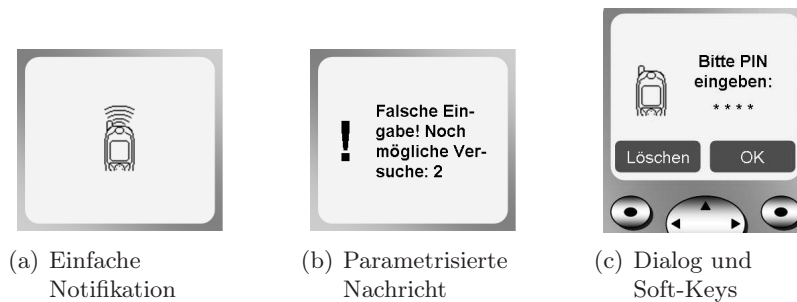 !
Falsche Ein-
gabe! Noch
mögliche Ver-
suche: 2
Bitte PIN
eingeben:
* * * *
Löschen
OK
(a) Einfache
Notifikation
(b) Parametrisierte
Nachricht
(c) Dialog und
Soft-Keys